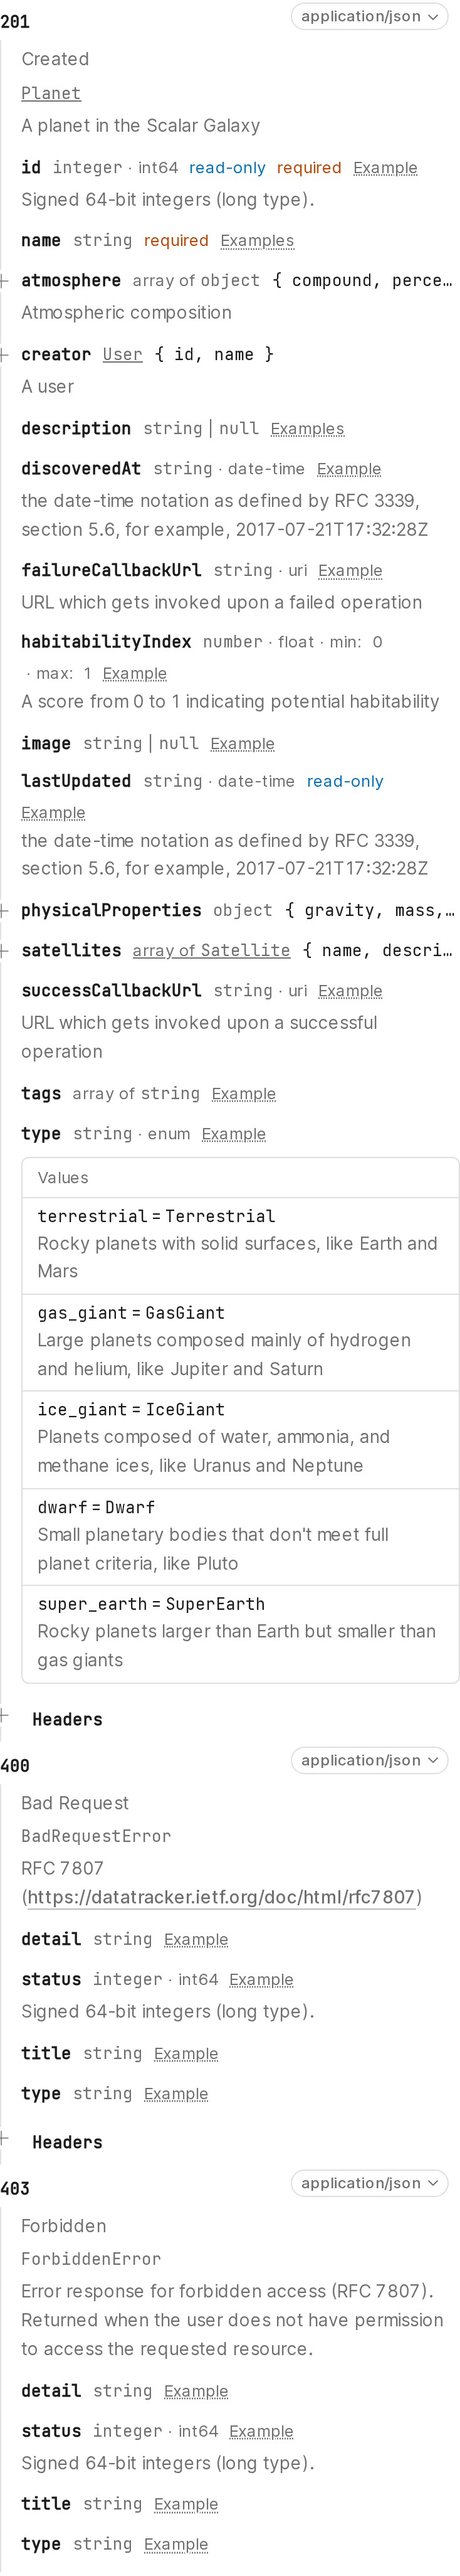 201 application/json
Created
Planet
A planet in the Scalar Galaxy
id integer · int64 read-only required Example
Signed 64-bit integers (long type).
name string required Examples
atmosphere array of object { compound, perce…
Atmospheric composition
creator User { id, name }
A user
description string | null Examples
discoveredAt string · date-time Example
the date-time notation as defined by RFC 3339,
section 5.6, for example, 2017-07-21T17:32:28Z
failureCallbackUrl string · uri Example
URL which gets invoked upon a failed operation
habitabilityIndex number · float · min: 0
· max: 1 Example
A score from 0 to 1 indicating potential habitability
image string | null Example
lastUpdated string · date-time read-only
Example
the date-time notation as defined by RFC 3339,
section 5.6, for example, 2017-07-21T17:32:28Z
physicalProperties object { gravity, mass,…
satellites array of Satellite { name, descri…
successCallbackUrl string · uri Example
URL which gets invoked upon a successful
operation
tags array of string Example
type string · enum Example
Values
terrestrial = Terrestrial
Rocky planets with solid surfaces, like Earth and
Mars
gas_giant = GasGiant
Large planets composed mainly of hydrogen
and helium, like Jupiter and Saturn
ice_giant = IceGiant
Planets composed of water, ammonia, and
methane ices, like Uranus and Neptune
dwarf = Dwarf
Small planetary bodies that don't meet full
planet criteria, like Pluto
super_earth = SuperEarth
Rocky planets larger than Earth but smaller than
gas giants
Headers
400 application/json
Bad Request
BadRequestError
RFC 7807
(https://datatracker.ietf.org/doc/html/rfc7807)
detail string Example
status integer · int64 Example
Signed 64-bit integers (long type).
title string Example
type string Example
Headers
403 application/json
Forbidden
ForbiddenError
Error response for forbidden access (RFC 7807).
Returned when the user does not have permission
to access the requested resource.
detail string Example
status integer · int64 Example
Signed 64-bit integers (long type).
title string Example
type string Example